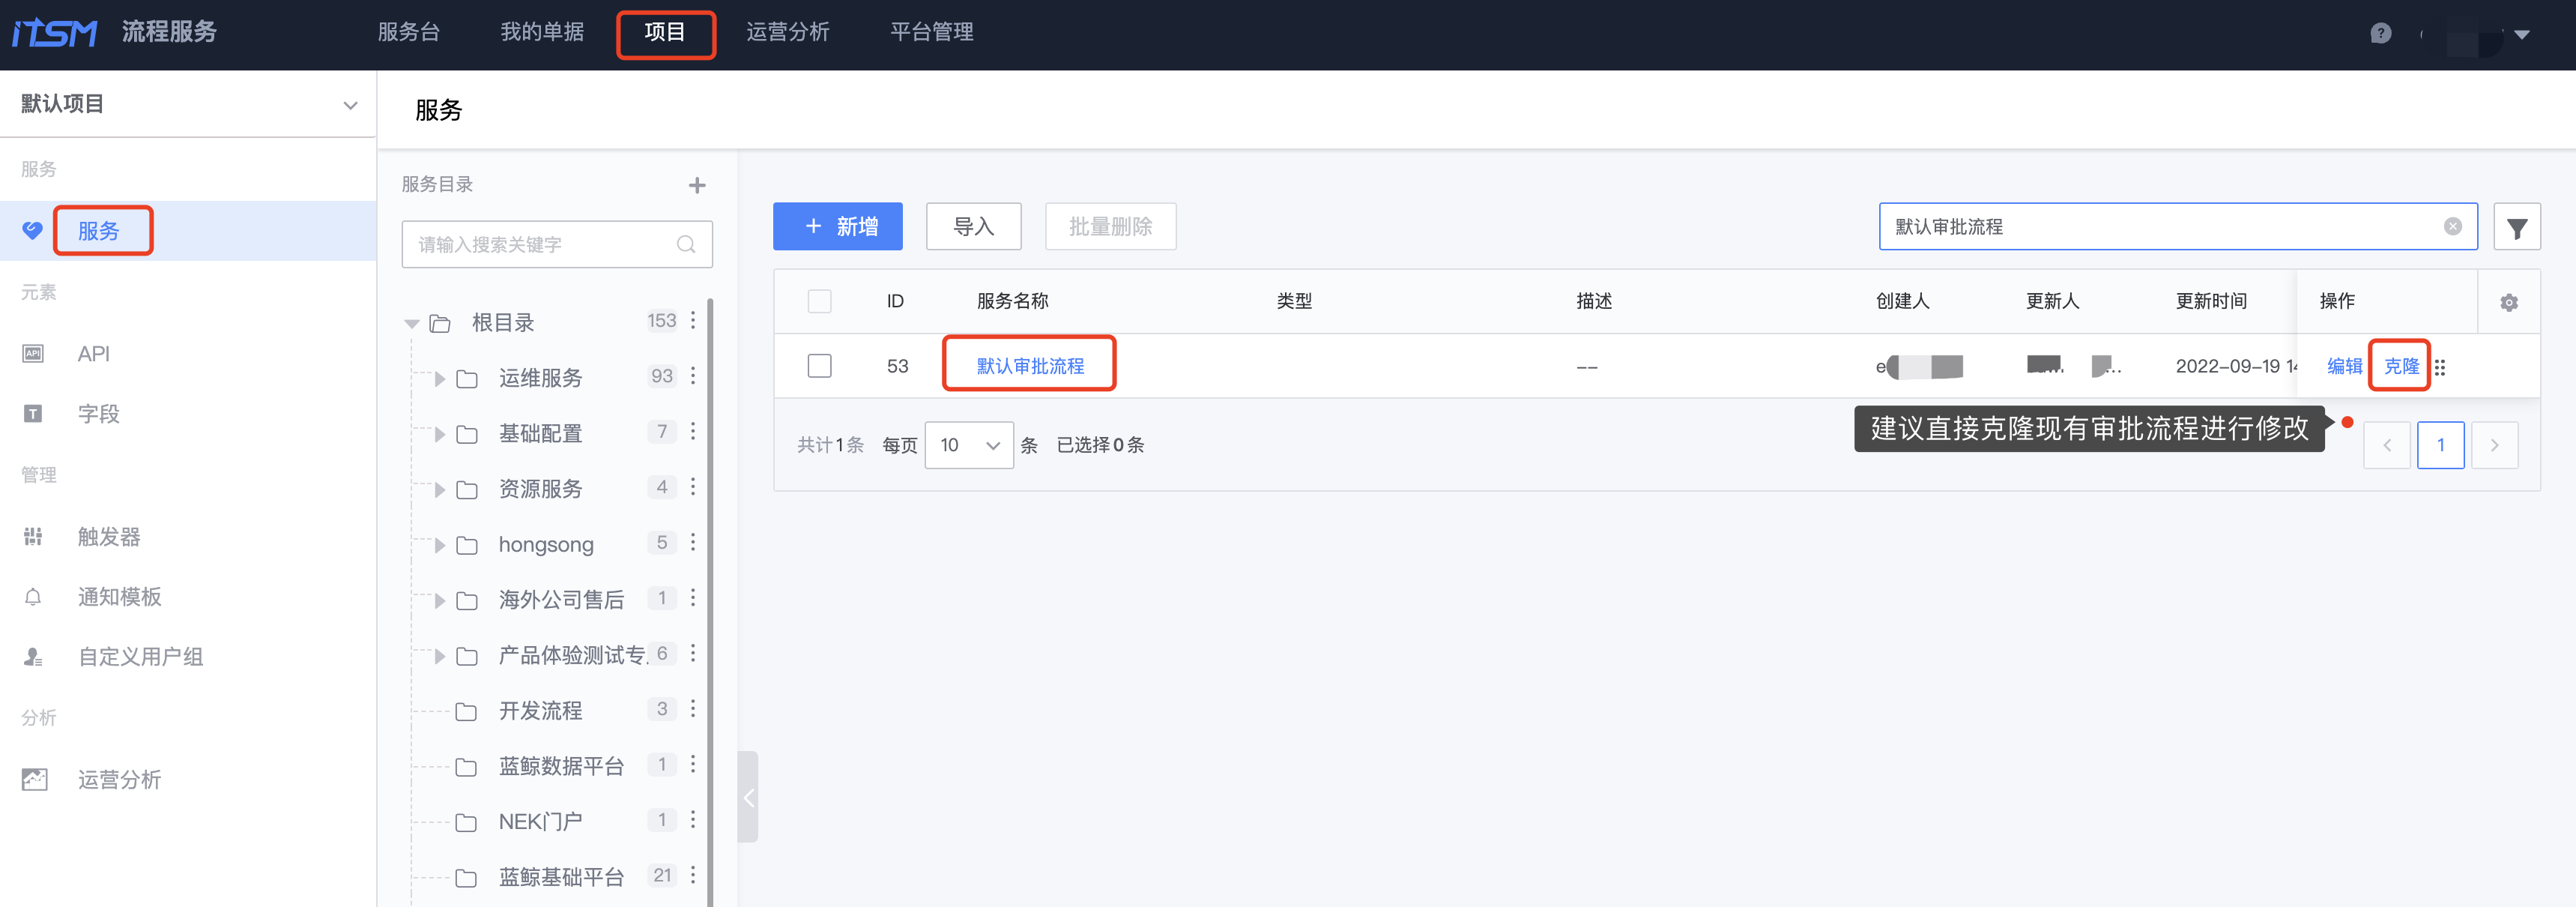 iTSM 流程服务 服务台 我的单据 项目 运营分析 平台管理
默认项目
服务
服务
元素
API
字段
管理
触发器
通知模板
自定义用户组
分析
运营分析
服务
服务目录
请输入搜索关键字
根目录 153
运维服务 93
基础配置 7
资源服务 4
hongsong 5
海外公司售后 1
产品体验测试专 6
开发流程 3
蓝鲸数据平台 1
NEK门户 1
蓝鲸基础平台 21
新增 导入 批量删除 默认审批流程
ID 服务名称 类型 描述 创建人 更新人 更新时间 操作
53 默认审批流程 -- 2022-09-19 编辑 克隆
建议直接克隆现有审批流程进行修改
共计1条 每页 10 条 已选择0条 1